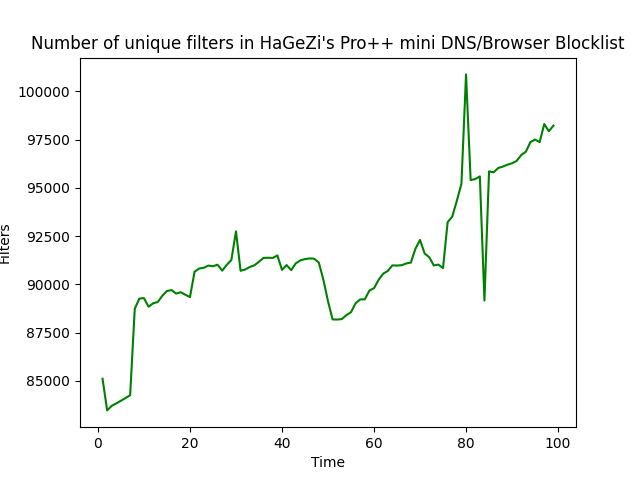 Number of unique filters in HaGeZi's Pro++ mini DNS/Browser Blocklist
100000
97500
95000
92500
90000
87500
85000
Filters
0 20 40 60 80 100
Time